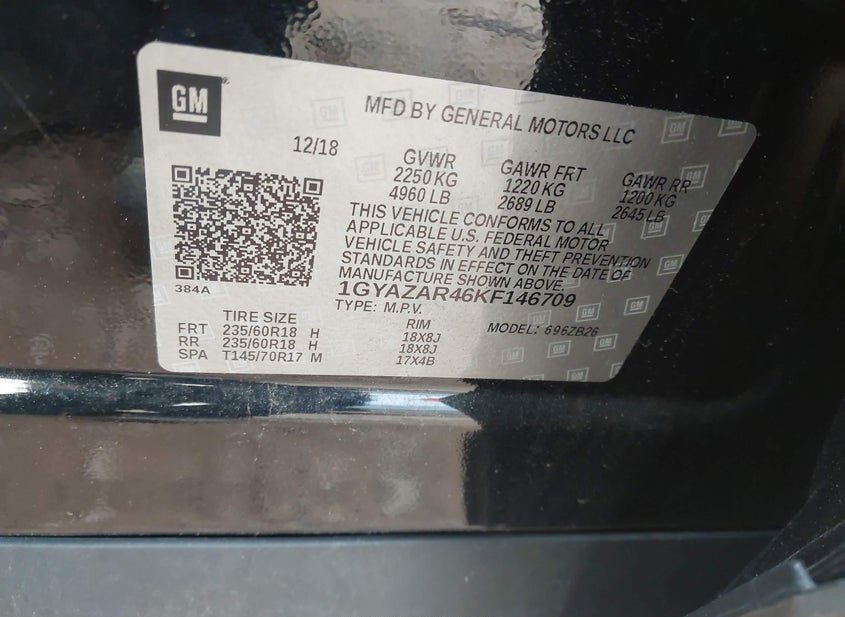 GM
MFD BY GENERAL MOTORS LLC
12/18
GVWR
2250 KG
4960 LB
GAWR FRT
1220 KG
2689 LB
GAWR RR
1200 KG
2645 LB
THIS VEHICLE CONFORMS TO ALL
APPLICABLE U.S. FEDERAL MOTOR
VEHICLE SAFETY AND THEFT PREVENTION
STANDARDS IN EFFECT ON THE DATE OF
MANUFACTURE SHOWN ABOVE.
384A
1GYAZAR46KF146709
TYPE: M.P.V.
MODEL: 696ZB26
TIRE SIZE RIM
FRT 235/60R18 H 18X8J
RR 235/60R18 H 18X8J
SPA T145/70R17 M 17X4B